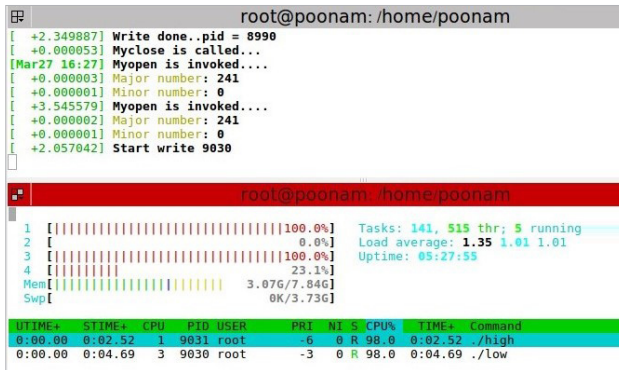 root@poonam: /home/poonam
[  +2.349887] Write done..pid = 8990
[  +0.000053] Myclose is called...
[Mar27 16:27] Myopen is invoked....
[  +0.000003] Major number: 241
[  +0.000001] Minor number: 0
[  +3.545579] Myopen is invoked....
[  +0.000002] Major number: 241
[  +0.000001] Minor number: 0
[  +2.057042] Start write 9030
root@poonam: /home/poonam
1 [||||||||||||||||||||||||||||||||100.0%] Tasks: 141, 515 thr; 5 running
2 [ 0.0%] Load average: 1.35 1.01 1.01
3 [||||||||||||||||||||||||||||||||100.0%] Uptime: 05:27:55
4 [||||||||| 23.1%]
Mem[|||||||||||||||||||||||| 3.07G/7.84G]
Swp[ 0K/3.73G]
UTIME+ STIME+ CPU PID USER PRI NI S CPU% TIME+ Command
0:00.00 0:02.52 1 9031 root -6 0 R 98.0 0:02.52 ./high
0:00.00 0:04.69 3 9030 root -3 0 R 98.0 0:04.69 ./low